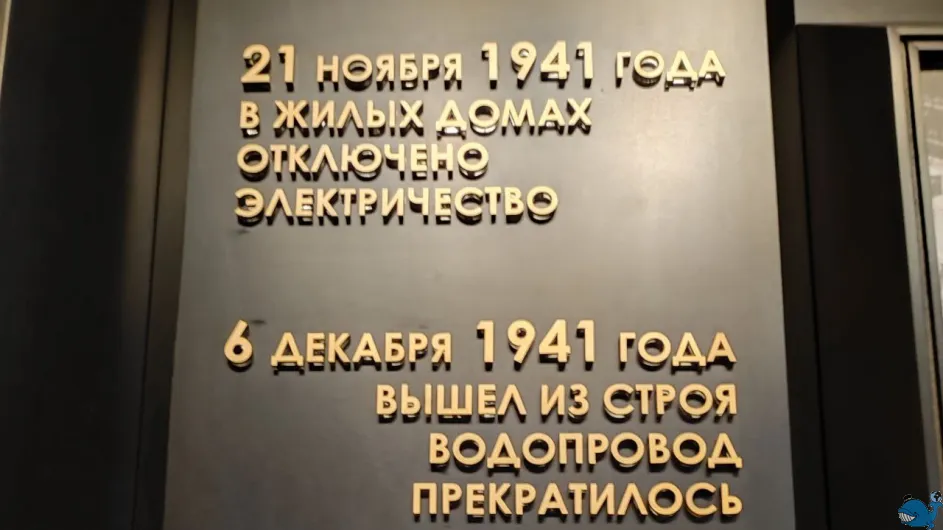 21 НОЯБРЯ 1941 ГОДА
В ЖИЛЫХ ДОМАХ
ОТКЛЮЧЕНО
ЭЛЕКТРИЧЕСТВО
6 ДЕКАБРЯ 1941 ГОДА
ВЫШЕЛ ИЗ СТРОЯ
ВОДОПРОВОД
ПРЕКРАТИЛОСЬ